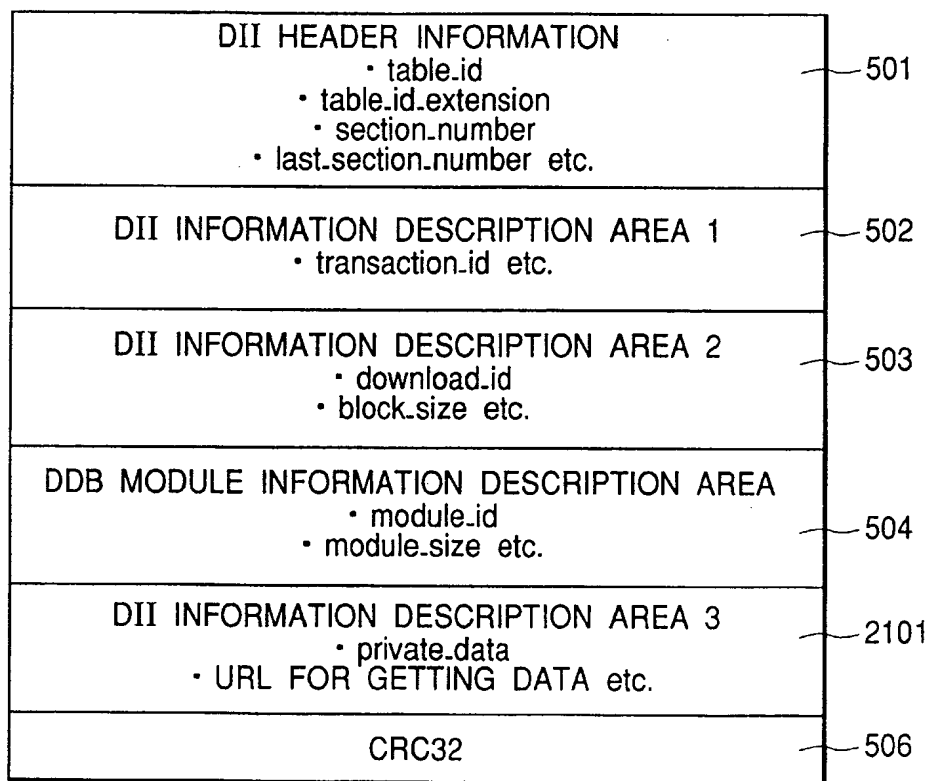 DII HEADER INFORMATION
・table_id
・table_id_extension
・section_number
・last_section_number etc.
501
DII INFORMATION DESCRIPTION AREA 1
・transaction_id etc.
502
DII INFORMATION DESCRIPTION AREA 2
・download_id
・block_size etc.
503
DDB MODULE INFORMATION DESCRIPTION AREA
・module_id
・module_size etc.
504
DII INFORMATION DESCRIPTION AREA 3
・private_data
・URL FOR GETTING DATA etc.
2101
CRC32
506